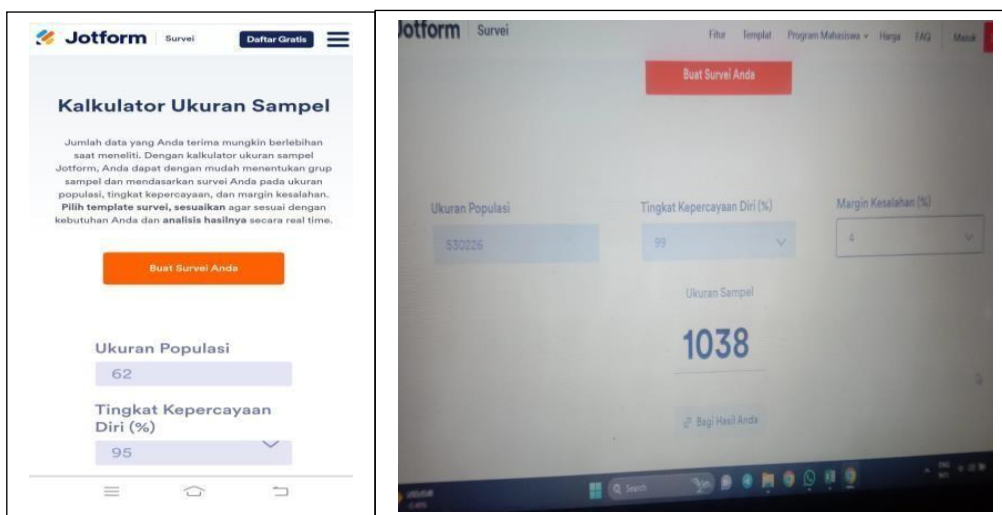 Jotform Survei Daftar Gratis
Kalkulator Ukuran Sampel
Jumlah data yang Anda terima mungkin berlebihan
saat meneliti. Dengan kalkulator ukuran sampel
Jotform, Anda dapat dengan mudah menentukan grup
sampel dan mendasarkan survei Anda pada ukuran
populasi, tingkat kepercayaan, dan margin kesalahan.
Pilih template survei, sesuaikan agar sesuai dengan
kebutuhan Anda dan analisis hasilnya secara real time.
Buat Survei Anda
Ukuran Populasi
62
Tingkat Kepercayaan
Diri (%)
95
Jotform Survei Fitur Templat Program Mahasiswa Harga FAQ Masuk
Buat Survei Anda
Ukuran Populasi Tingkat Kepercayaan Diri (%) Margin Kesalahan (%)
530226 99 4
Ukuran Sampel
1038
Bagi Hasil Anda
Search ENG